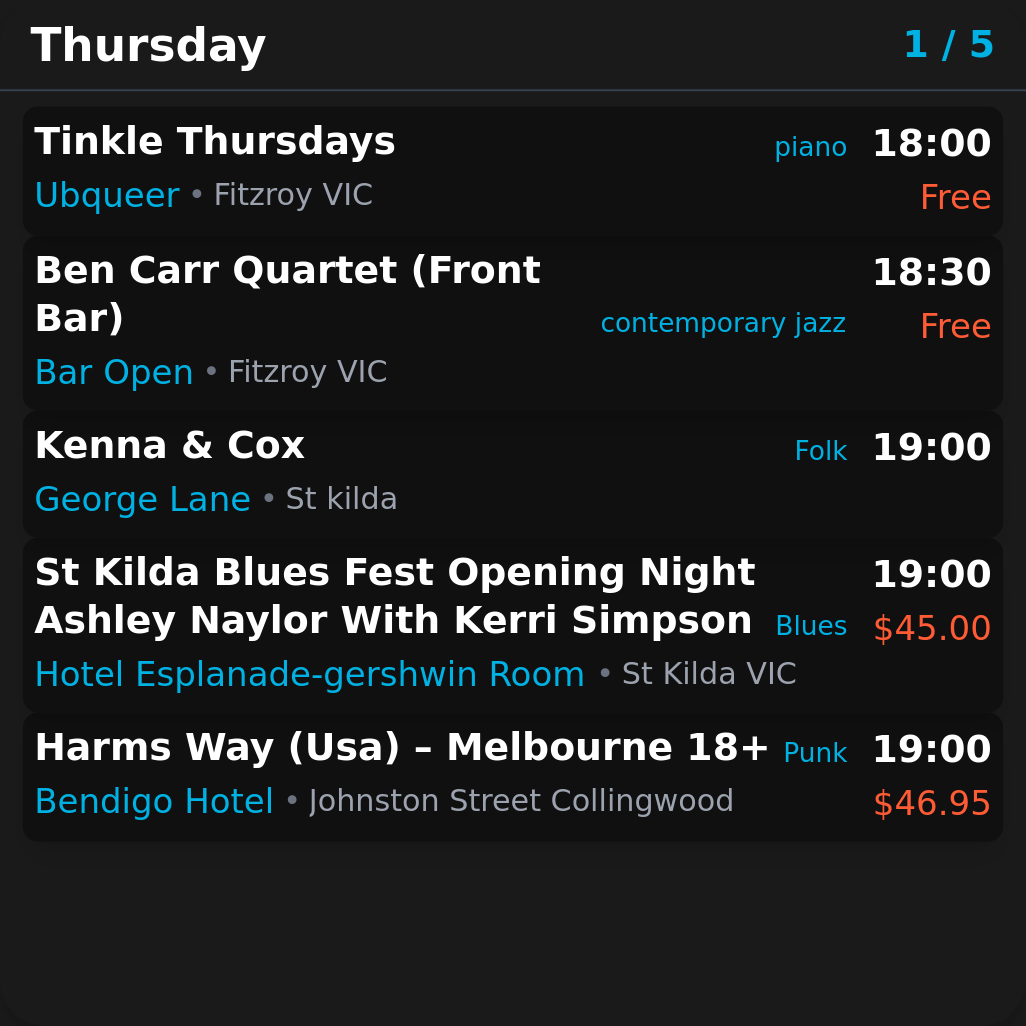 Thursday 1 / 5
Tinkle Thursdays piano 18:00
Ubqueer • Fitzroy VIC Free
Ben Carr Quartet (Front 18:30
Bar) contemporary jazz Free
Bar Open • Fitzroy VIC
Kenna & Cox Folk 19:00
George Lane • St kilda
St Kilda Blues Fest Opening Night 19:00
Ashley Naylor With Kerri Simpson Blues $45.00
Hotel Esplanade-gershwin Room • St Kilda VIC
Harms Way (Usa) – Melbourne 18+ Punk 19:00
Bendigo Hotel • Johnston Street Collingwood $46.95